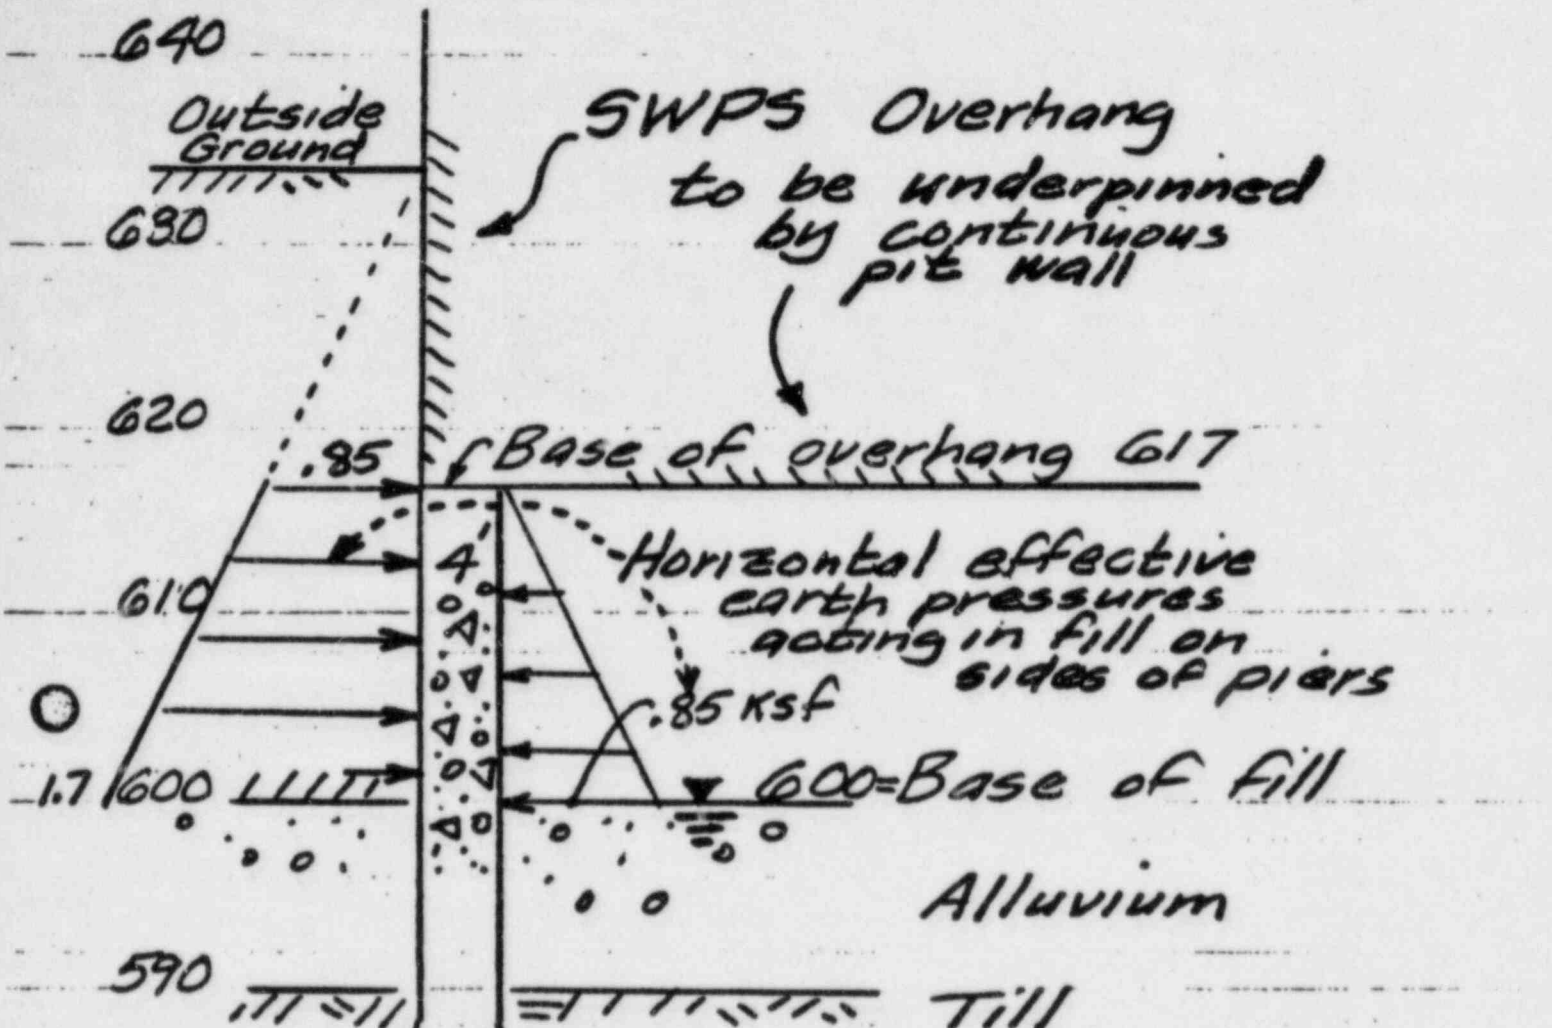 640
Outside
Ground
SWPS Overhang
to be underpinned
by continuous
pit wall
630
620
.85
Base of overhang 617
Horizontal effective
earth pressures
acting in fill on
sides of piers
610
.85 Ksf
1.7
600
600=Base of fill
Alluvium
590
Till